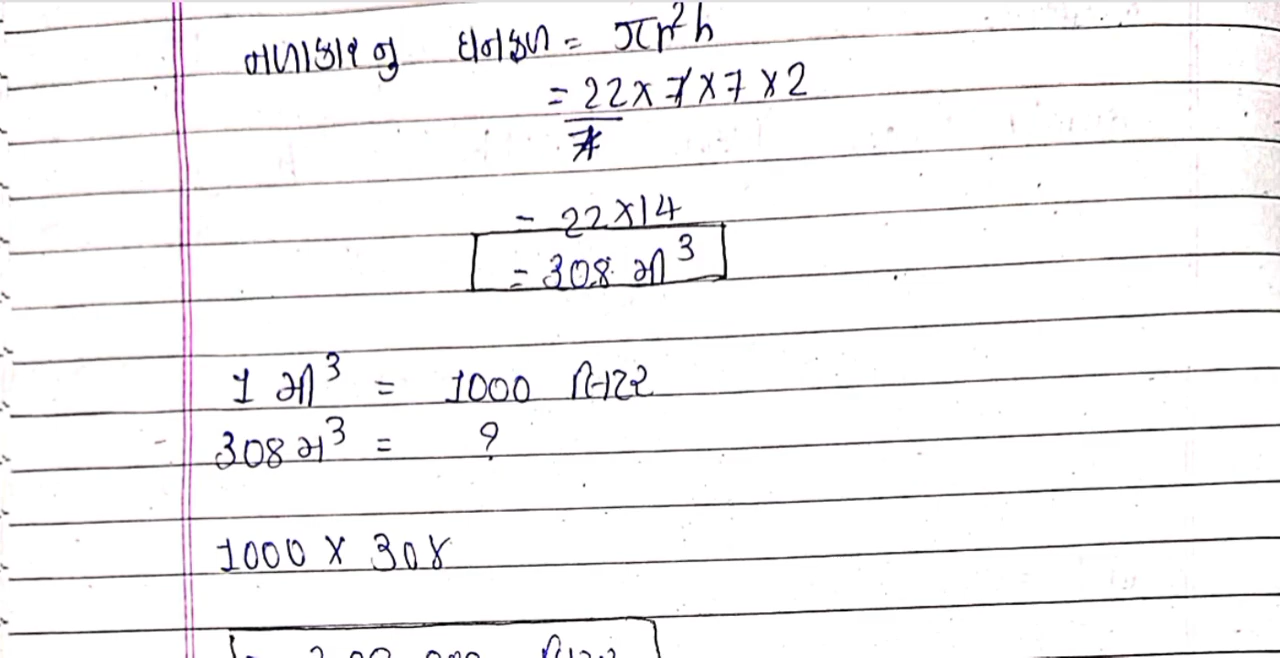 નળાકાર નું ઘનફળ = πr²h
= 22 x 7 x 7 x 2
7
= 22 x 14
= 308 મી³
1 મી³ = 1000 લિટર
308 મી³ = ?
1000 x 308